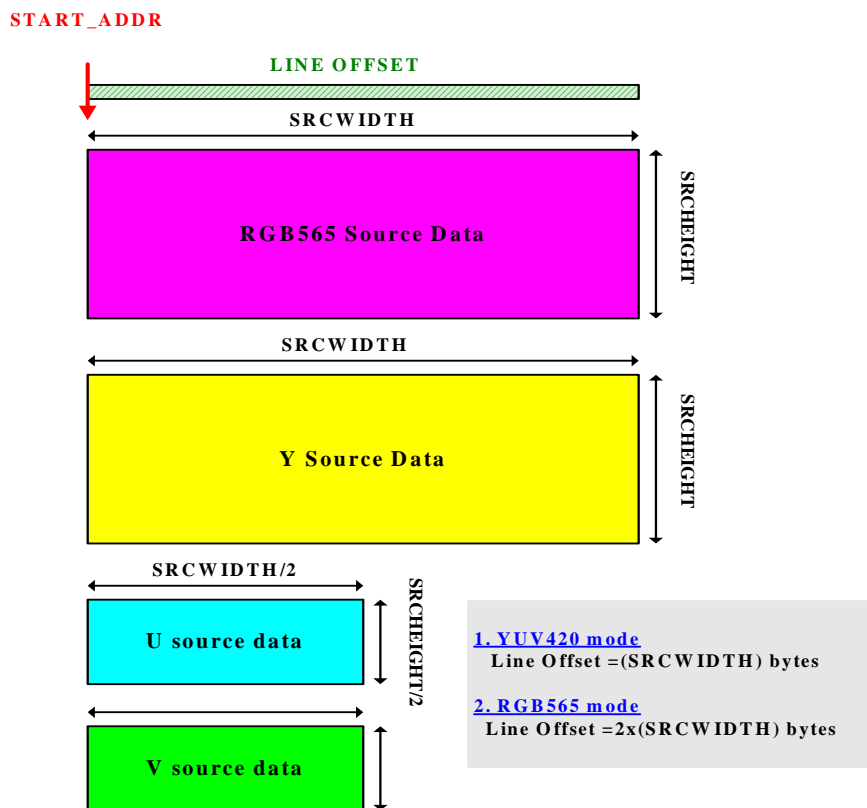 START_ADDR
LINE OFFSET
SRCWIDTH
RGB565 Source Data
SRCHEIGHT
SRCWIDTH
Y Source Data
SRCHEIGHT
SRCWIDTH/2
U source data
SRCHEIGHT/2
V source data
1. YUV420 mode
Line Offset =(SRCWIDTH) bytes
2. RGB565 mode
Line Offset =2x(SRCWIDTH) bytes